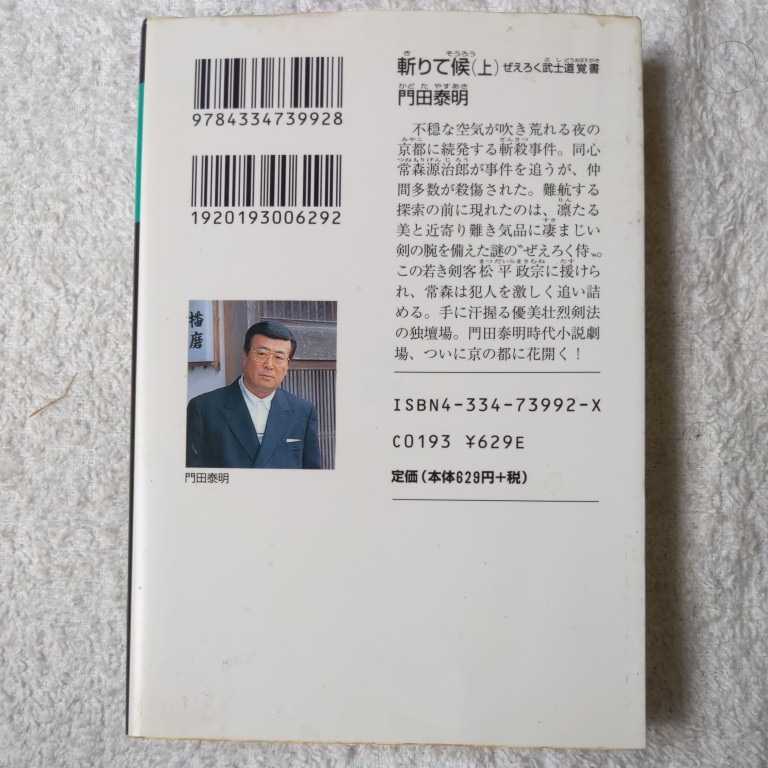 斬りて候(上) ぜえろく武士道覚書
門田泰明
不穏な空気が吹き荒れる夜の
京都に続発する斬殺事件。同心
常森源治郎が事件を追うが、仲
間多数が殺傷された。難航する
探索の前に現れたのは、凛たる
美と近寄り難き気品に凄まじい
剣の腕を備えた謎の〝ぜえろく侍〟。
この若き剣客松平政宗に援けら
れ、常森は犯人を激しく追い詰
める。手に汗握る優美壮烈剣法
の独壇場。門田泰明時代小説劇
場、ついに京の都に花開く!
ISBN4-334-73992-X
C0193 ¥629E
定価(本体629円+税)
9784334739928
1920193006292
播磨
門田泰明